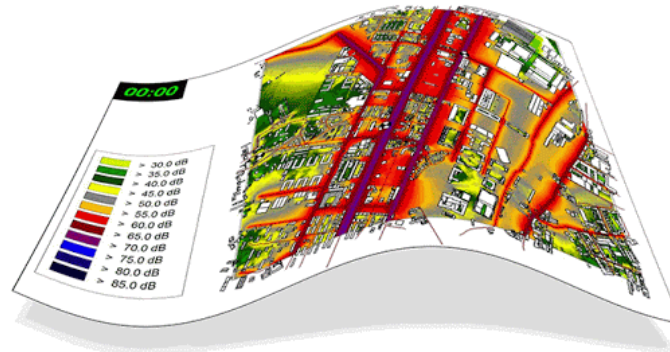 00:00
> 30.0 dB
> 35.0 dB
> 40.0 dB
> 45.0 dB
> 50.0 dB
> 55.0 dB
> 60.0 dB
> 65.0 dB
> 70.0 dB
> 75.0 dB
> 80.0 dB
> 85.0 dB